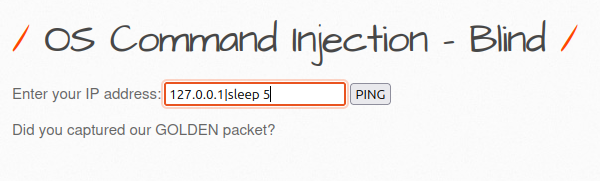 / OS Command Injection - Blind /
Enter your IP address: 127.0.0.1|sleep 5 PING
Did you captured our GOLDEN packet?